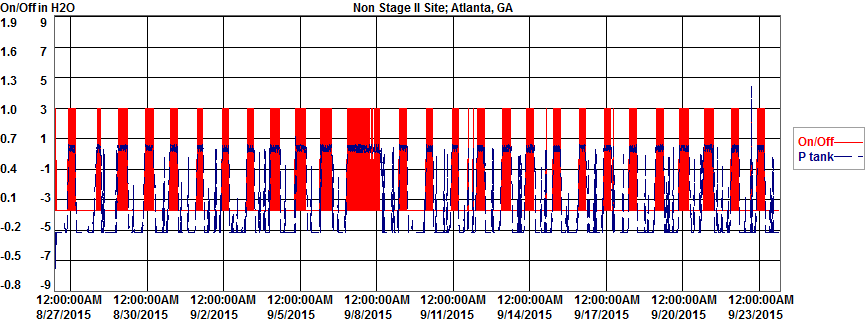 On/Off in H2O Non Stage II Site; Atlanta, GA
1.9 9
1.6 7
1.3 5
1.0 3
0.7 1
0.4 -1
0.1 -3
-0.2 -5
-0.5 -7
-0.8 -9
On/Off
P tank
12:00:00AM 12:00:00AM 12:00:00AM 12:00:00AM 12:00:00AM 12:00:00AM 12:00:00AM 12:00:00AM 12:00:00AM 12:00:00AM
8/27/2015 8/30/2015 9/2/2015 9/5/2015 9/8/2015 9/11/2015 9/14/2015 9/17/2015 9/20/2015 9/23/2015